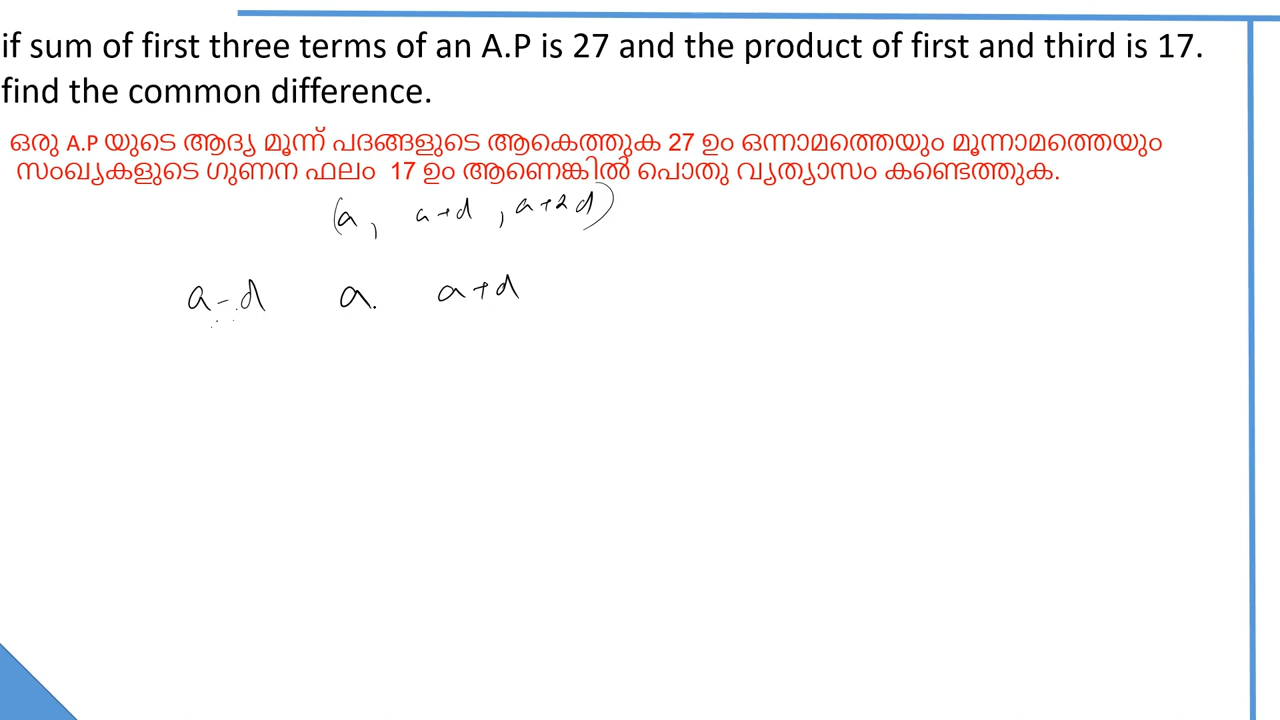 if sum of first three terms of an A.P is 27 and the product of first and third is 17.
find the common difference.
ഒരു A.P യുടെ ആദ്യ മൂന്ന് പദങ്ങളുടെ ആകെത്തുക 27 ഉം ഒന്നാമത്തെയും മൂന്നാമത്തെയും
സംഖ്യകളുടെ ഗുണന ഫലം 17 ഉം ആണെങ്കിൽ പൊതു വ്യത്യാസം കണ്ടെത്തുക.
(a, a+d, a+2d)
a-d a. a+d